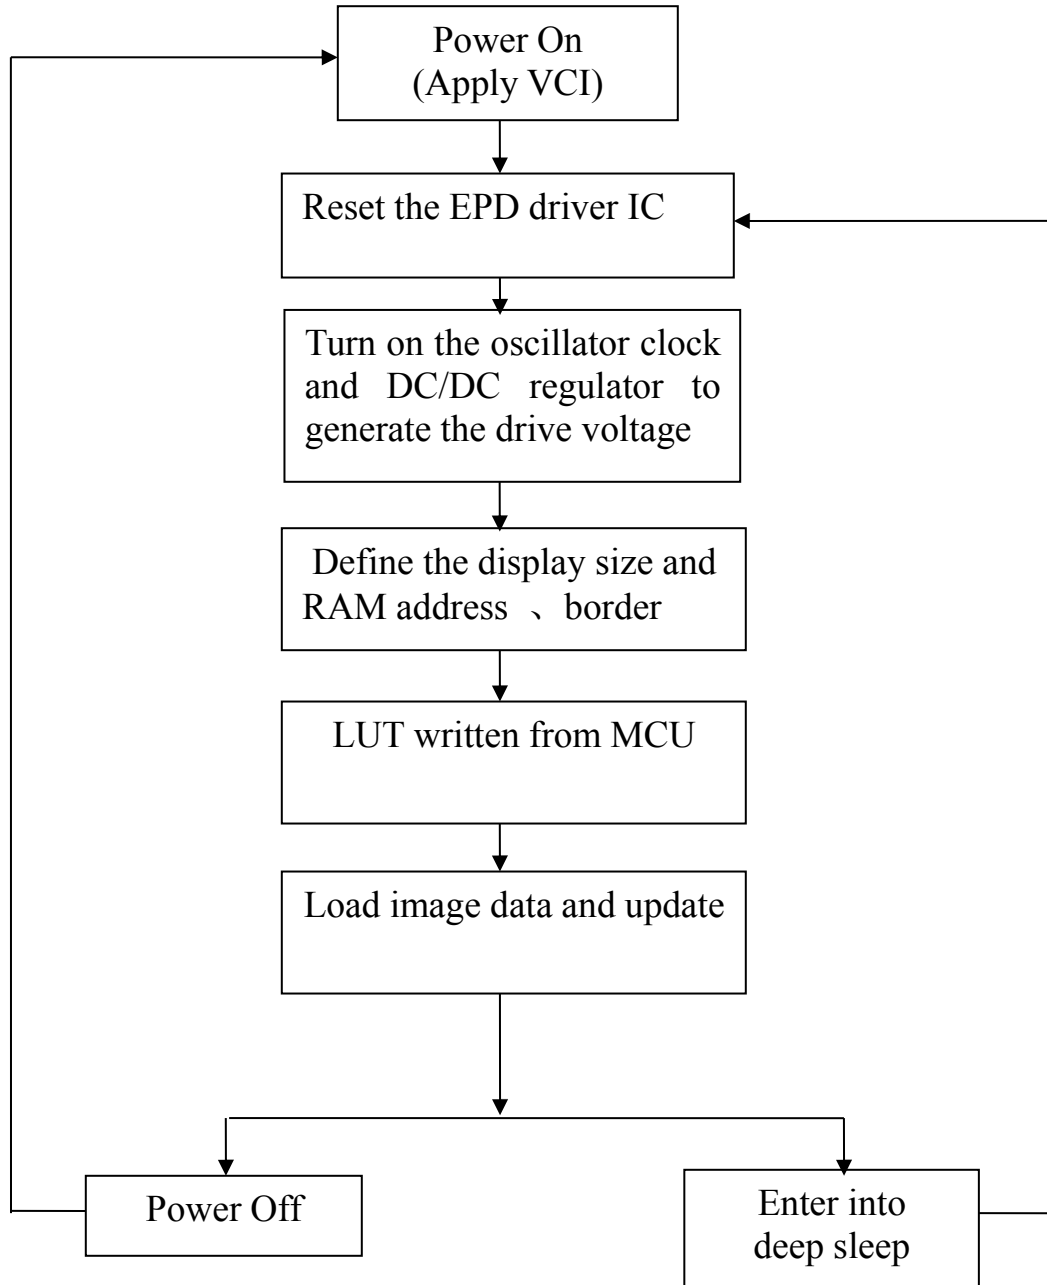 Power On
(Apply VCI)
Reset the EPD driver IC
Turn on the oscillator clock
and DC/DC regulator to
generate the drive voltage
Define the display size and
RAM address 、border
LUT written from MCU
Load image data and update
Power Off
Enter into
deep sleep